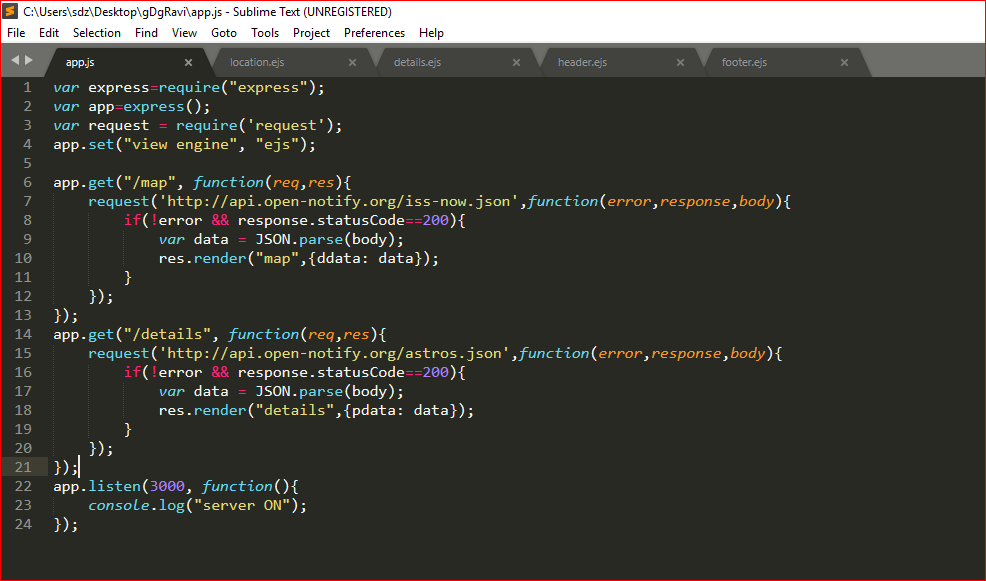 C:\Users\sdz\Desktop\gDgRavi\app.js - Sublime Text (UNREGISTERED)
File Edit Selection Find View Goto Tools Project Preferences Help
app.js × location.ejs × details.ejs × header.ejs × footer.ejs ×
1 var express=require("express");
2 var app=express();
3 var request = require('request');
4 app.set("view engine", "ejs");
5
6 app.get("/map", function(req,res){
7     request('http://api.open-notify.org/iss-now.json',function(error,response,body){
8         if(!error && response.statusCode==200){
9             var data = JSON.parse(body);
10             res.render("map",{ddata: data});
11         }
12     });
13 });
14 app.get("/details", function(req,res){
15     request('http://api.open-notify.org/astros.json',function(error,response,body){
16         if(!error && response.statusCode==200){
17             var data = JSON.parse(body);
18             res.render("details",{pdata: data});
19         }
20     });
21 });
22 app.listen(3000, function(){
23     console.log("server ON");
24 });